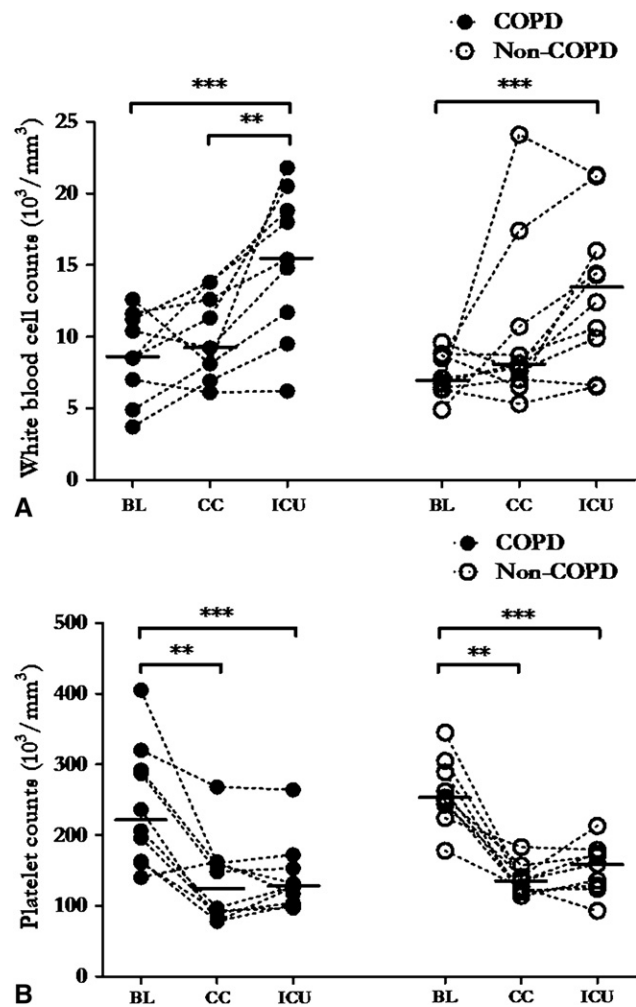 COPD
Non-COPD
***
**
***
White blood cell counts (10³/mm³)
25
20
15
10
5
0
BL CC ICU BL CC ICU
A
COPD
Non-COPD
***
**
***
**
Platelet counts (10³/mm³)
500
400
300
200
100
0
BL CC ICU BL CC ICU
B